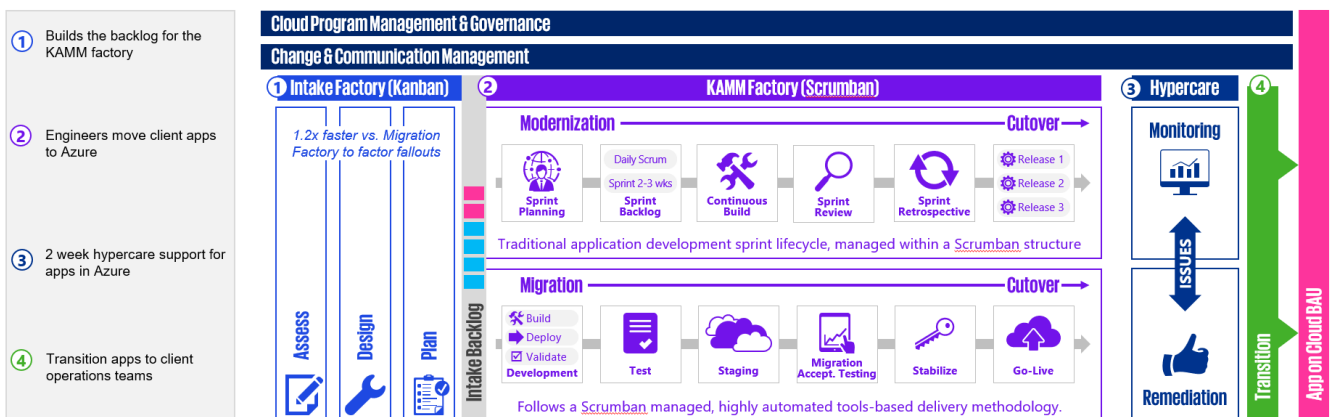 1
Builds the backlog for the
KAMM factory
2
Engineers move client apps
to Azure
3
2 week hypercare support for
apps in Azure
4
Transition apps to client
operations teams
Cloud Program Management & Governance
Change & Communication Management
1 Intake Factory (Kanban)
1.2x faster vs. Migration
Factory to factor fallouts
Assess
Design
Plan
Intake Backlog
2 KAMM Factory (Scrumban)
Modernization
Cutover
Sprint
Planning
Daily Scrum
Sprint 2-3 wks
Sprint
Backlog
Continuous
Build
Sprint
Review
Sprint
Retrospective
Release 1
Release 2
Release 3
Traditional application development sprint lifecycle, managed within a Scrumban structure
Migration
Cutover
Build
Deploy
Validate
Development
Test
Staging
Migration
Accept. Testing
Stabilize
Go-Live
Follows a Scrumban managed, highly automated tools-based delivery methodology.
3 Hypercare
Monitoring
ISSUES
Remediation
4
Transition
App on Cloud BAU